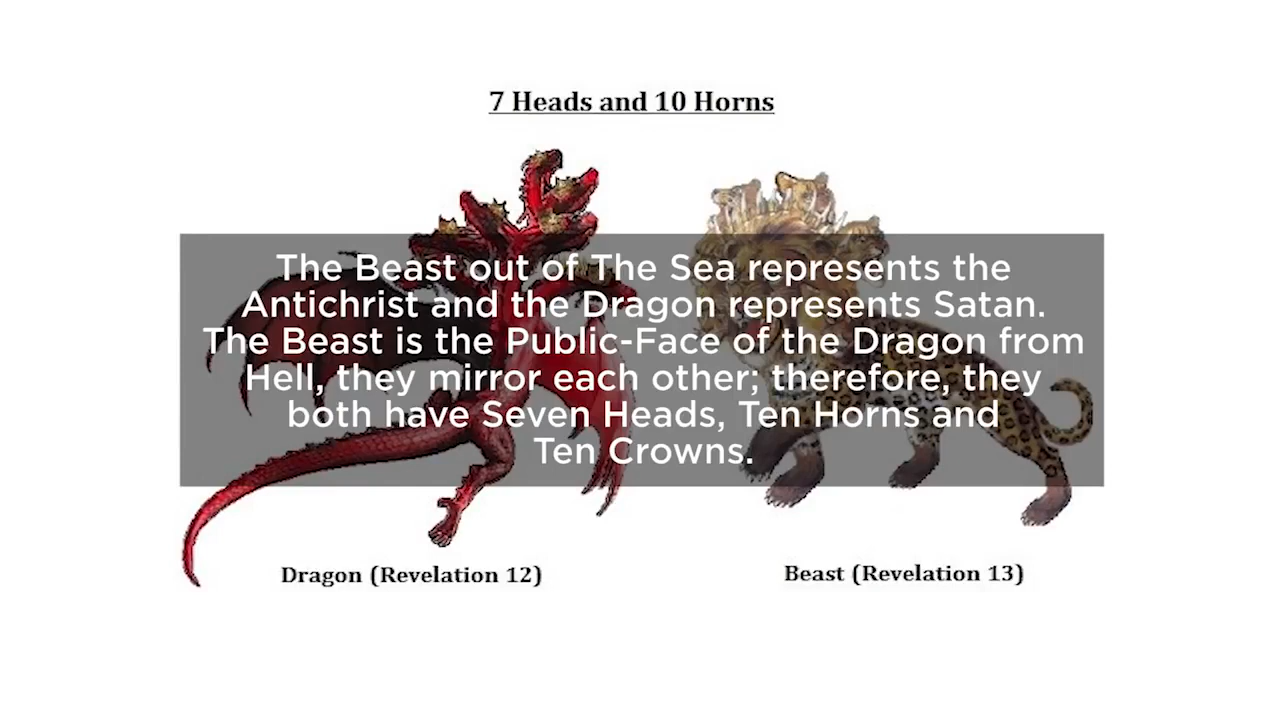 7 Heads and 10 Horns
The Beast out of The Sea represents the
Antichrist and the Dragon represents Satan.
The Beast is the Public-Face of the Dragon from
Hell, they mirror each other; therefore, they
both have Seven Heads, Ten Horns and
Ten Crowns.
Dragon (Revelation 12)
Beast (Revelation 13)